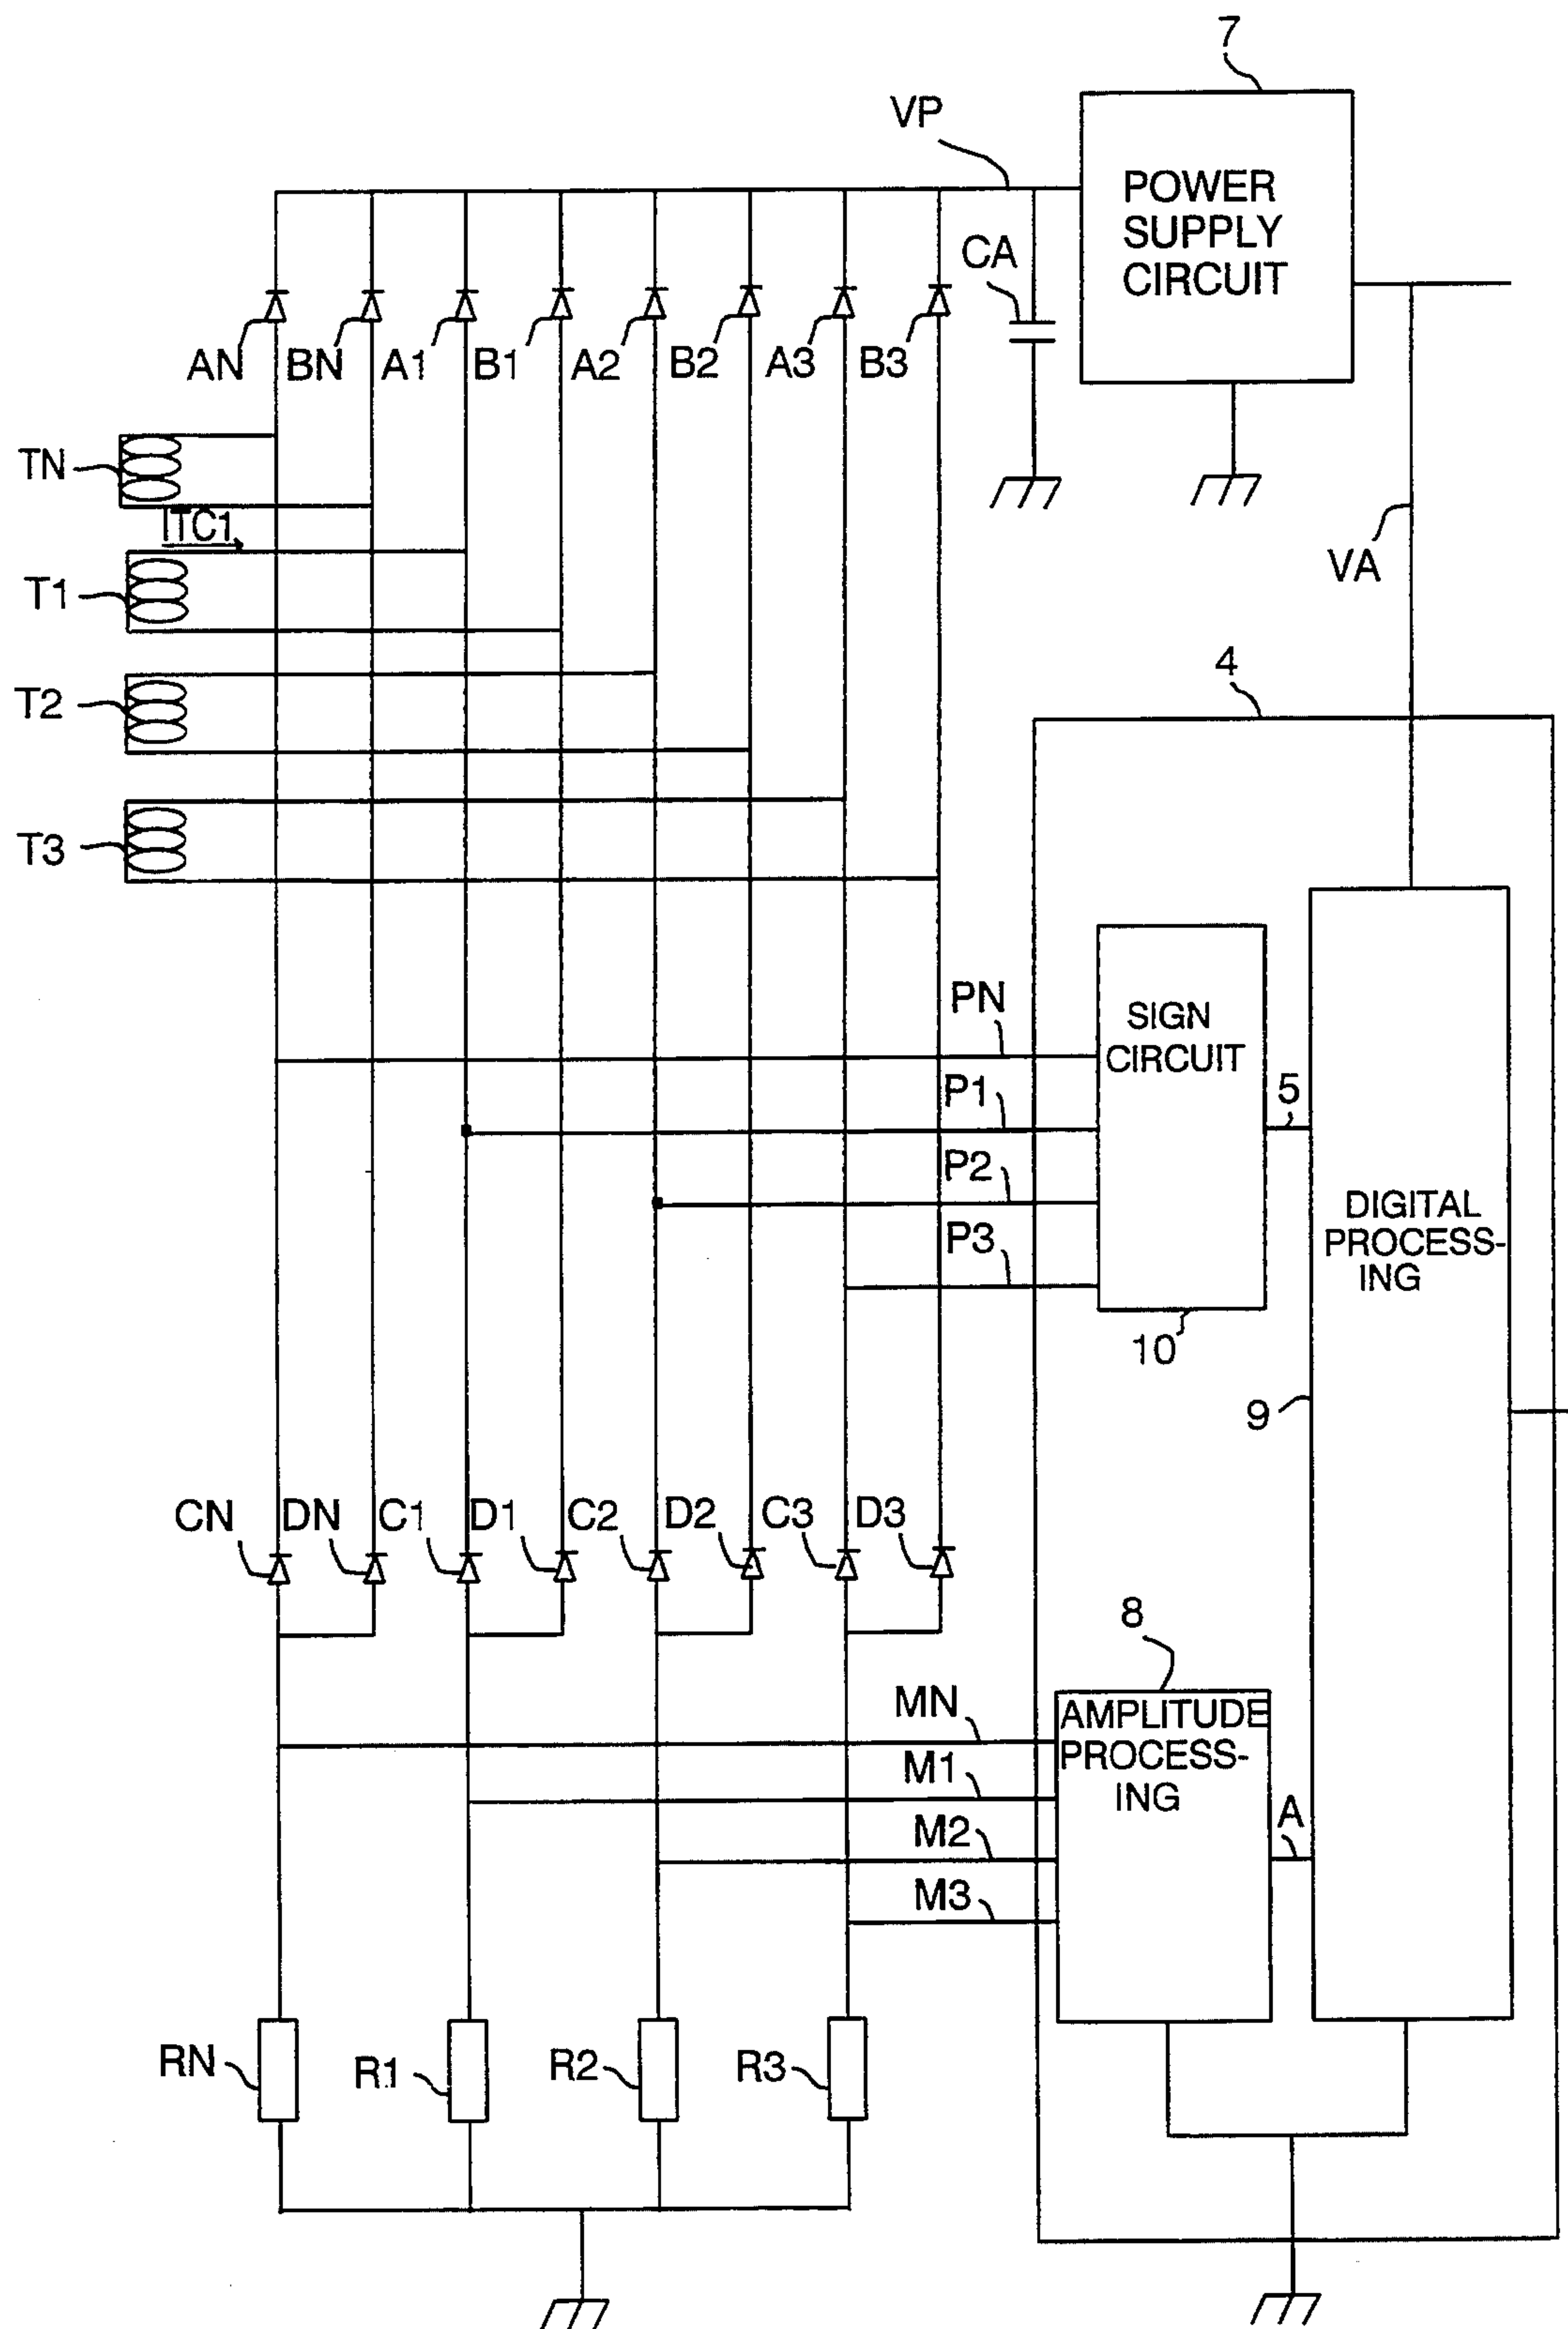 7
VP
POWER
SUPPLY
CIRCUIT
CA
AN
BN
A1
B1
A2
B2
A3
B3
TN
ITC1
T1
VA
T2
4
T3
PN
SIGN
CIRCUIT
P1
5
P2
DIGITAL
PROCESS-
ING
P3
10
9
CN
DN
C1
D1
C2
D2
C3
D3
8
MN
AMPLITUDE
PROCESS-
ING
M1
A
M2
M3
RN
R1
R2
R3